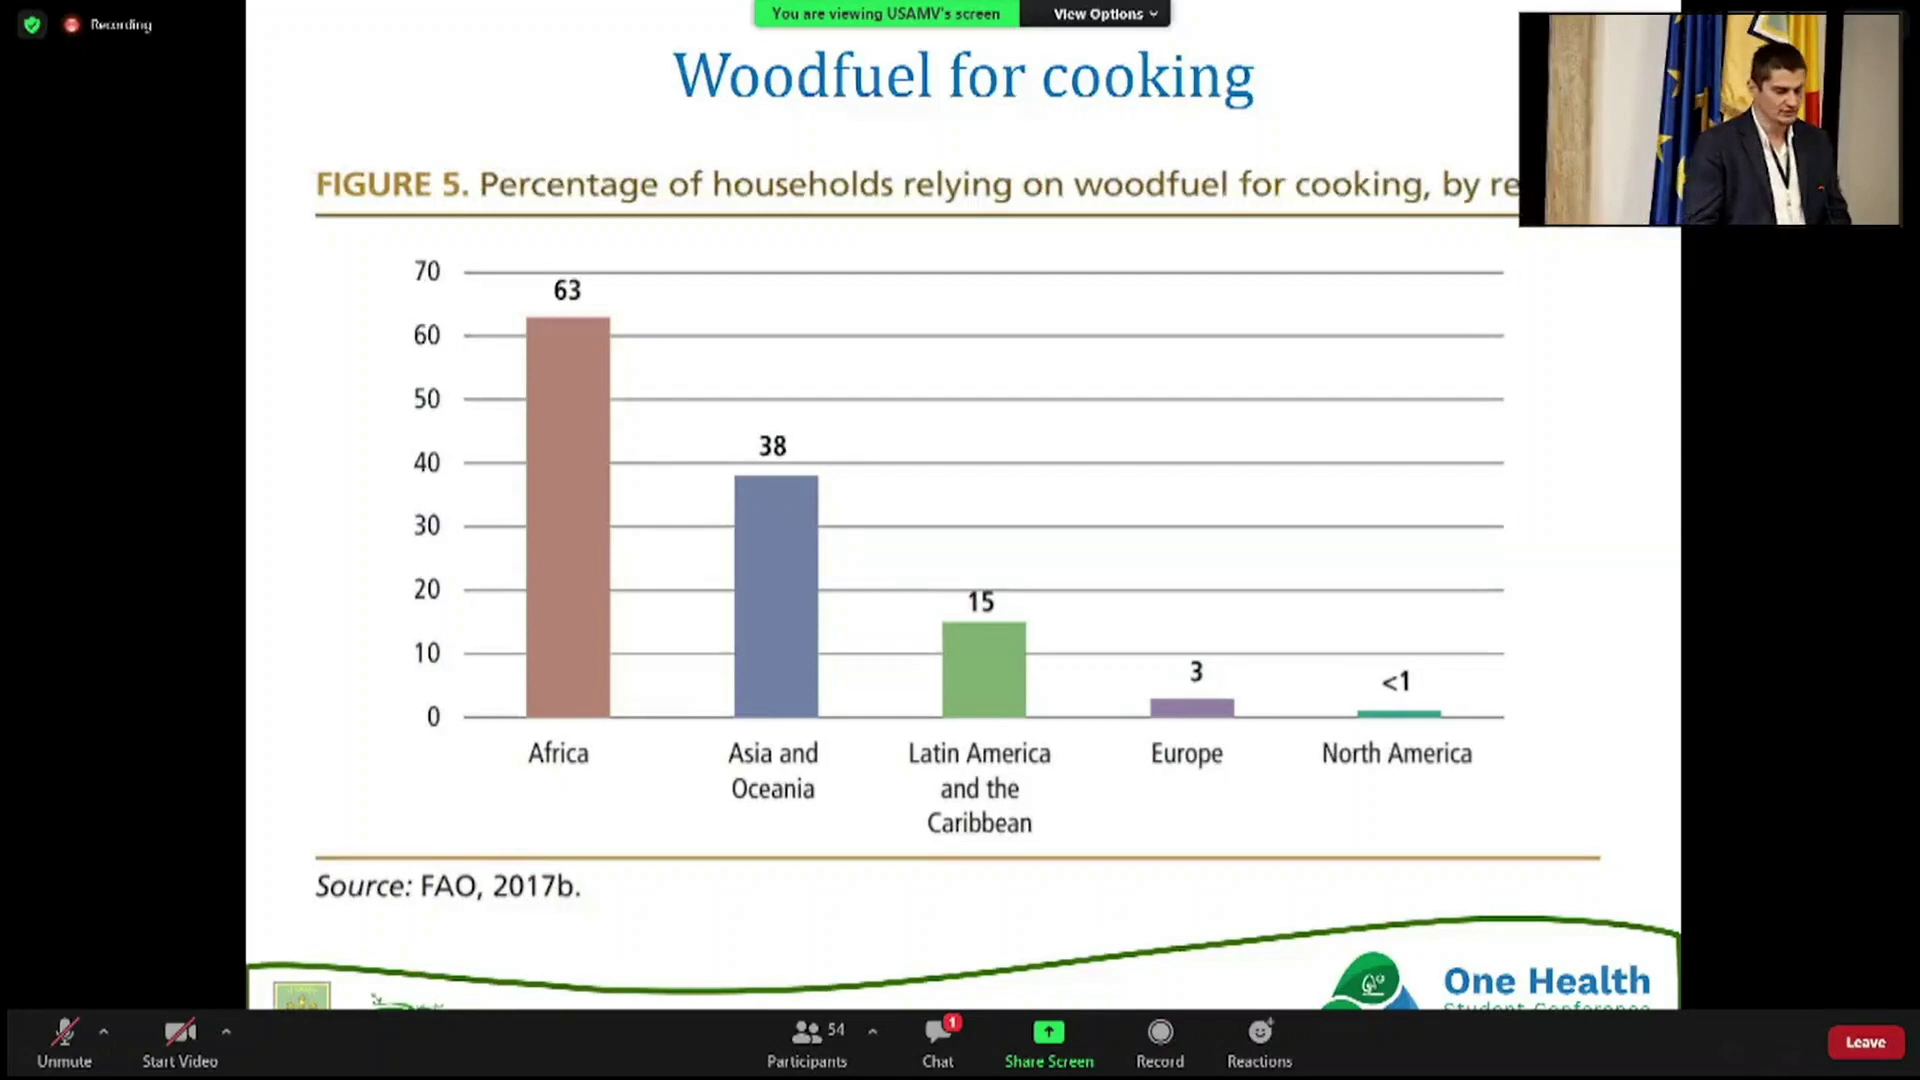 Recording
You are viewing USAMV's screen
View Options
Woodfuel for cooking
FIGURE 5. Percentage of households relying on woodfuel for cooking, by re
70
60
50
40
30
20
10
0
63
38
15
3
<1
Africa
Asia and
Oceania
Latin America
and the
Caribbean
Europe
North America
Source: FAO, 2017b.
One Health
Student Conference
Unmute
Start Video
54
Participants
1
Chat
Share Screen
Record
Reactions
Leave